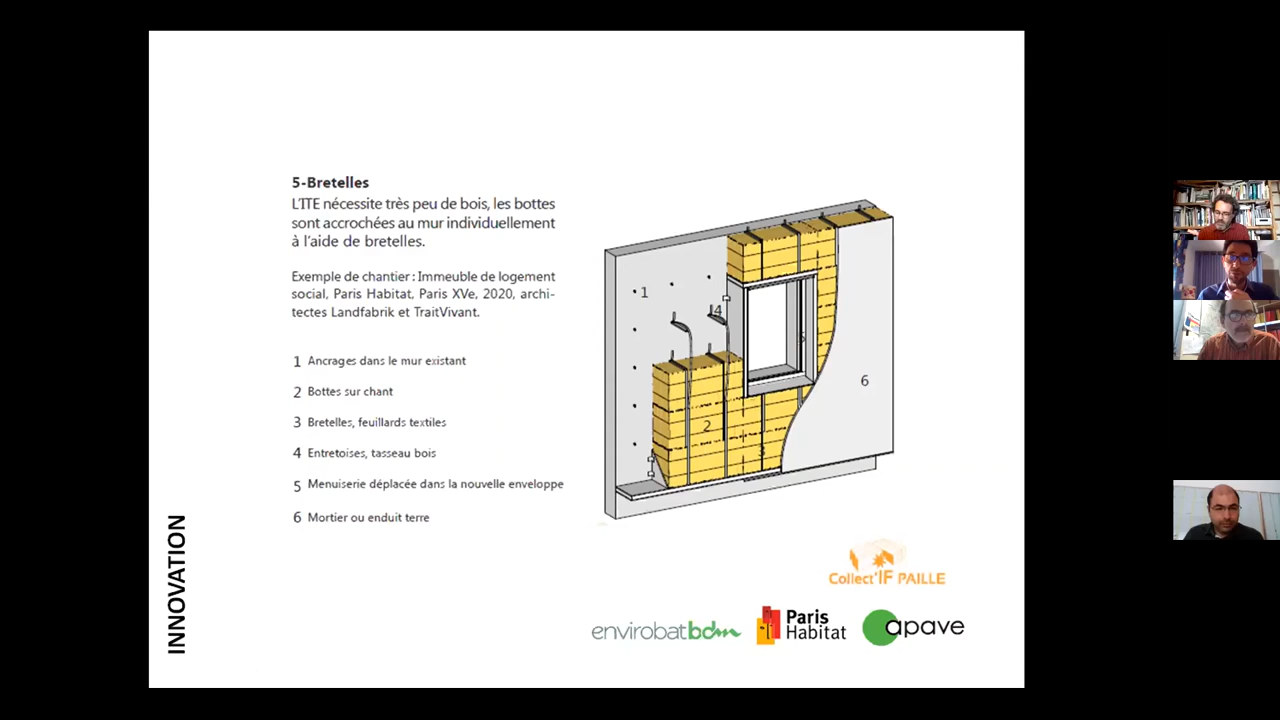 5-Bretelles
L'ITE nécessite très peu de bois, les bottes
sont accrochées au mur individuellement
à l'aide de bretelles.
Exemple de chantier : Immeuble de logement
social, Paris Habitat, Paris XVe, 2020, archi-
tectes Landfabrik et TraitVivant.
1 Ancrages dans le mur existant
2 Bottes sur chant
3 Bretelles, feuillards textiles
4 Entretoises, tasseau bois
5 Menuiserie déplacée dans la nouvelle enveloppe
6 Mortier ou enduit terre
1
4
5
6
2
3
INNOVATION
Collect'IF PAILLE
envirobatbdm
Paris
Habitat
apave